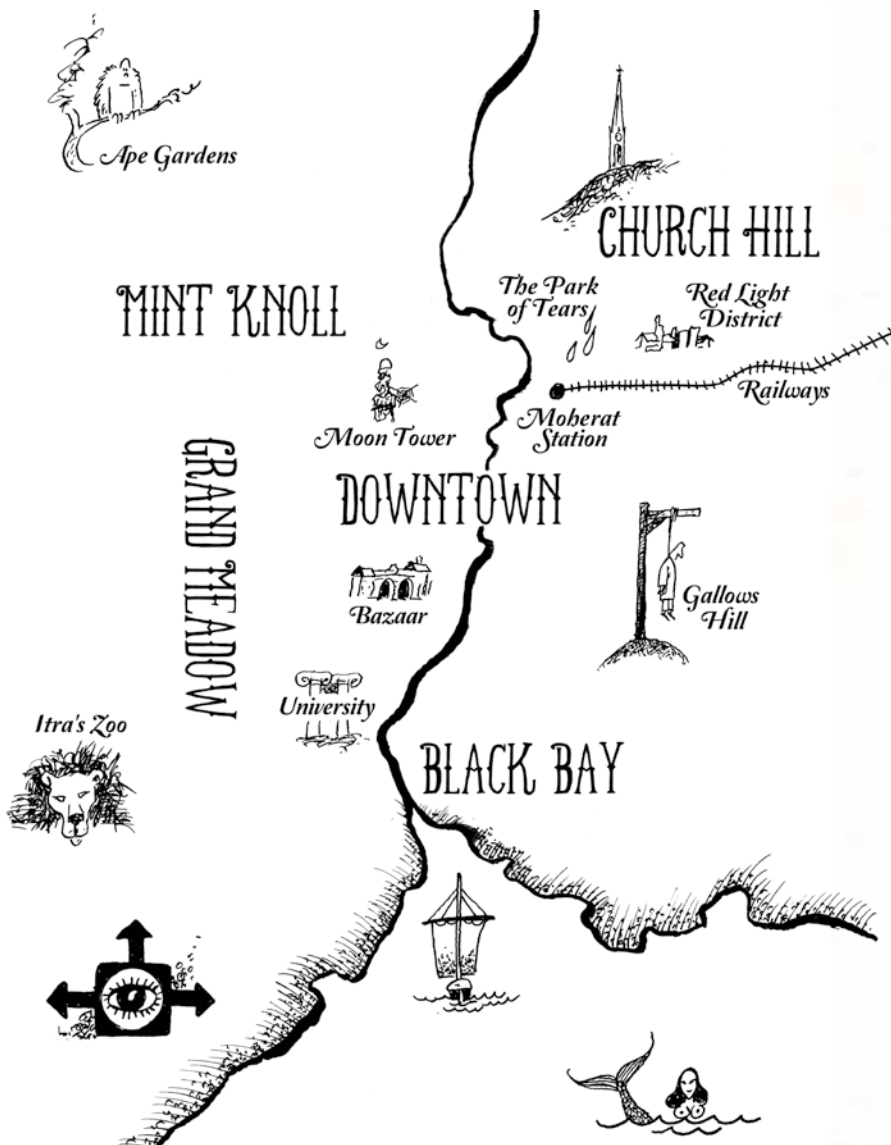 Ape Gardens
CHURCH HILL
The Park
of Tears
Red Light
District
MINT KNOLL
Railways
Moherat
Station
Moon Tower
GRAND MEADOW
DOWNTOWN
Bazaar
Gallows
Hill
University
Itra's Zoo
BLACK BAY